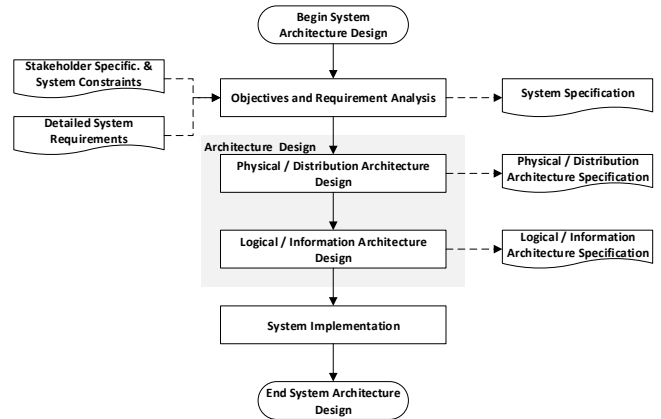 Begin System
Architecture Design
Stakeholder Specific. &
System Constraints
Objectives and Requirement Analysis
System Specification
Detailed System
Requirements
Architecture Design
Physical / Distribution Architecture
Design
Physical / Distribution
Architecture Specification
Logical / Information Architecture
Design
Logical / Information
Architecture Specification
System Implementation
End System Architecture
Design